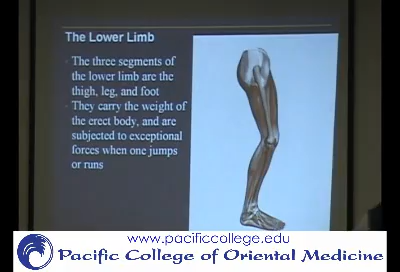 The Lower Limb
The three segments of
the lower limb are the
thigh, leg, and foot
They carry the weight of
the erect body, and are
subjected to exceptional
forces when one jumps
or runs
www.pacificcollege.edu
Pacific College of Oriental Medicine